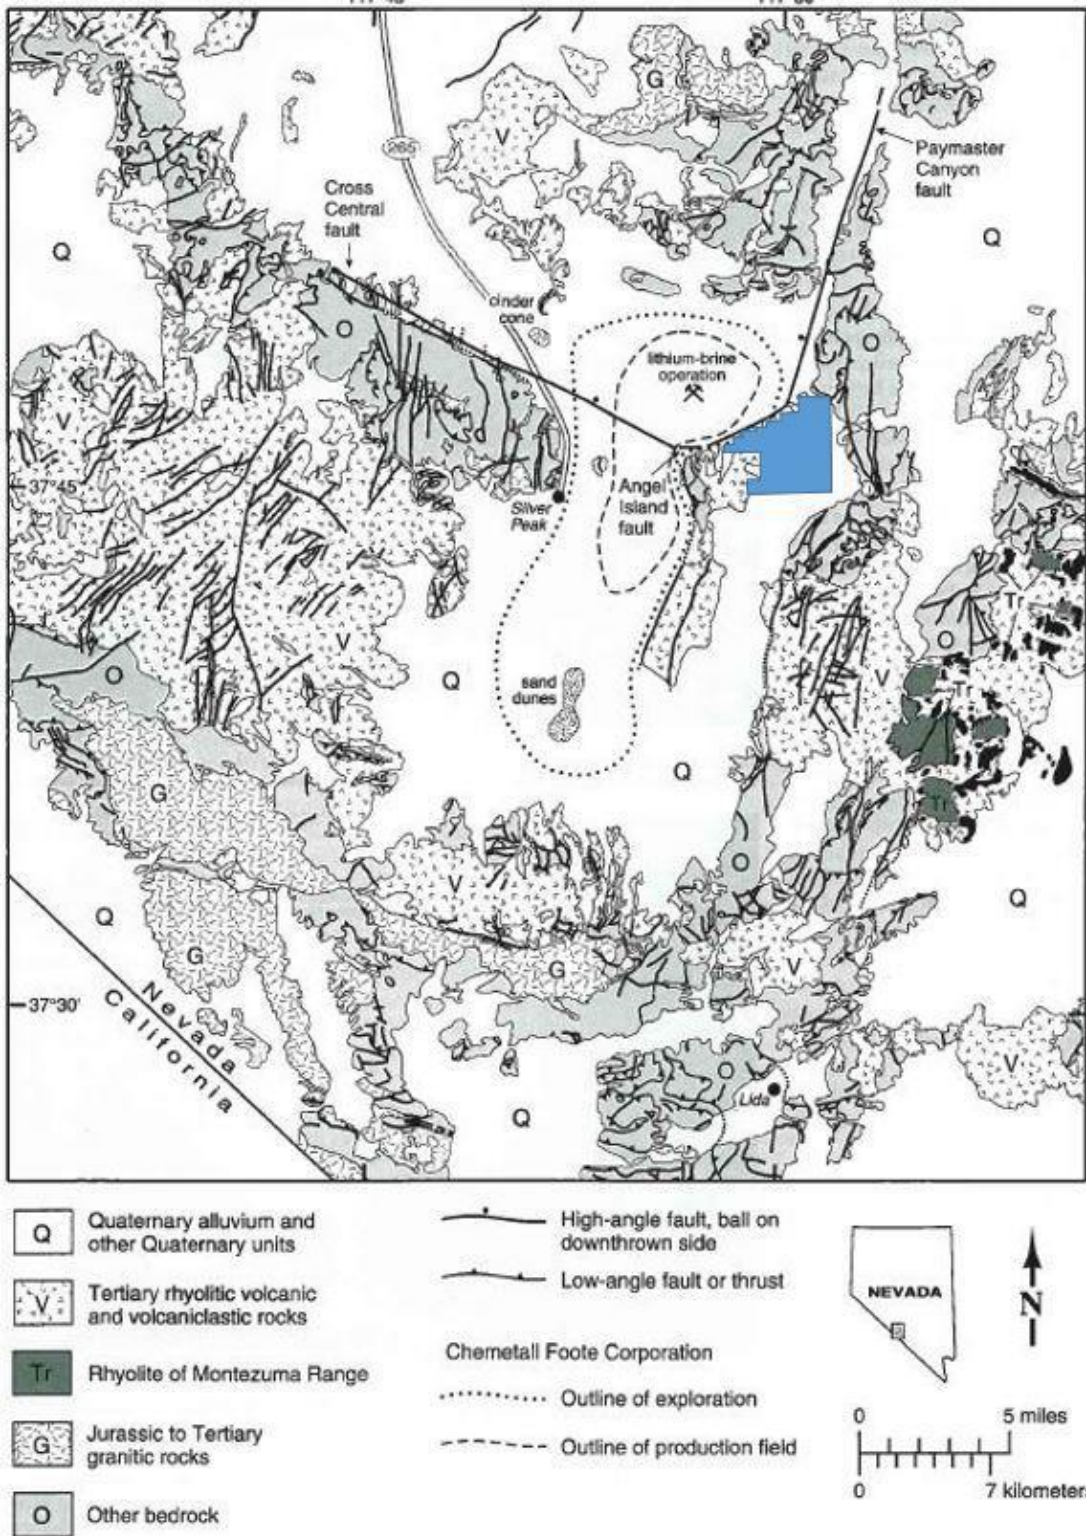 G
G
V
265
Paymaster
Canyon
fault
Cross
Central
fault
Q
Q
cinder
cone
O
O
lithium-brine
operation
V
37°45'
Silver
Peak
Angel
Island
fault
Tr
O
V
O
Q
sand
dunes
V
Tr
Q
G
Tr
O
V
Q
Q
G
G
V
37°30'
Nevada
California
V
O
Lida
Q
Q Quaternary alluvium and
other Quaternary units
V Tertiary rhyolitic volcanic
and volcaniclastic rocks
Tr Rhyolite of Montezuma Range
G Jurassic to Tertiary
granitic rocks
O Other bedrock
High-angle fault, ball on
downthrown side
Low-angle fault or thrust
Chemetall Foote Corporation
Outline of exploration
Outline of production field
NEVADA
N
0 5 miles
0 7 kilometers